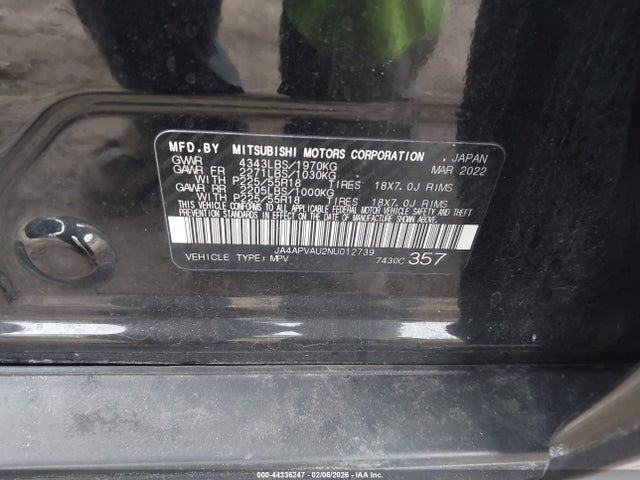 MFD.BY MITSUBISHI MOTORS CORPORATION , JAPAN
GVWR 4343LBS/1970KG MAR 2022
GAWR FR 2271LBS/1030KG
WITH P225/55R18 TIRES 18X7.0J RIMS
GAWR RR 2205LBS/1000KG
WITH P225/55R18 TIRES 18X7.0J RIMS
THIS VEHICLE CONFORMS TO ALL APPLICABLE FEDERAL MOTOR VEHICLE SAFETY AND
THEFT PREVENTION STANDARDS IN EFFECT ON THE DATE OF MANUFACTURE SHOWN ABOVE.
JA4APVAU2NU012739
VEHICLE TYPE: MPV 7430C 357
000-44336247 - 02/06/2026 - IAA Inc.